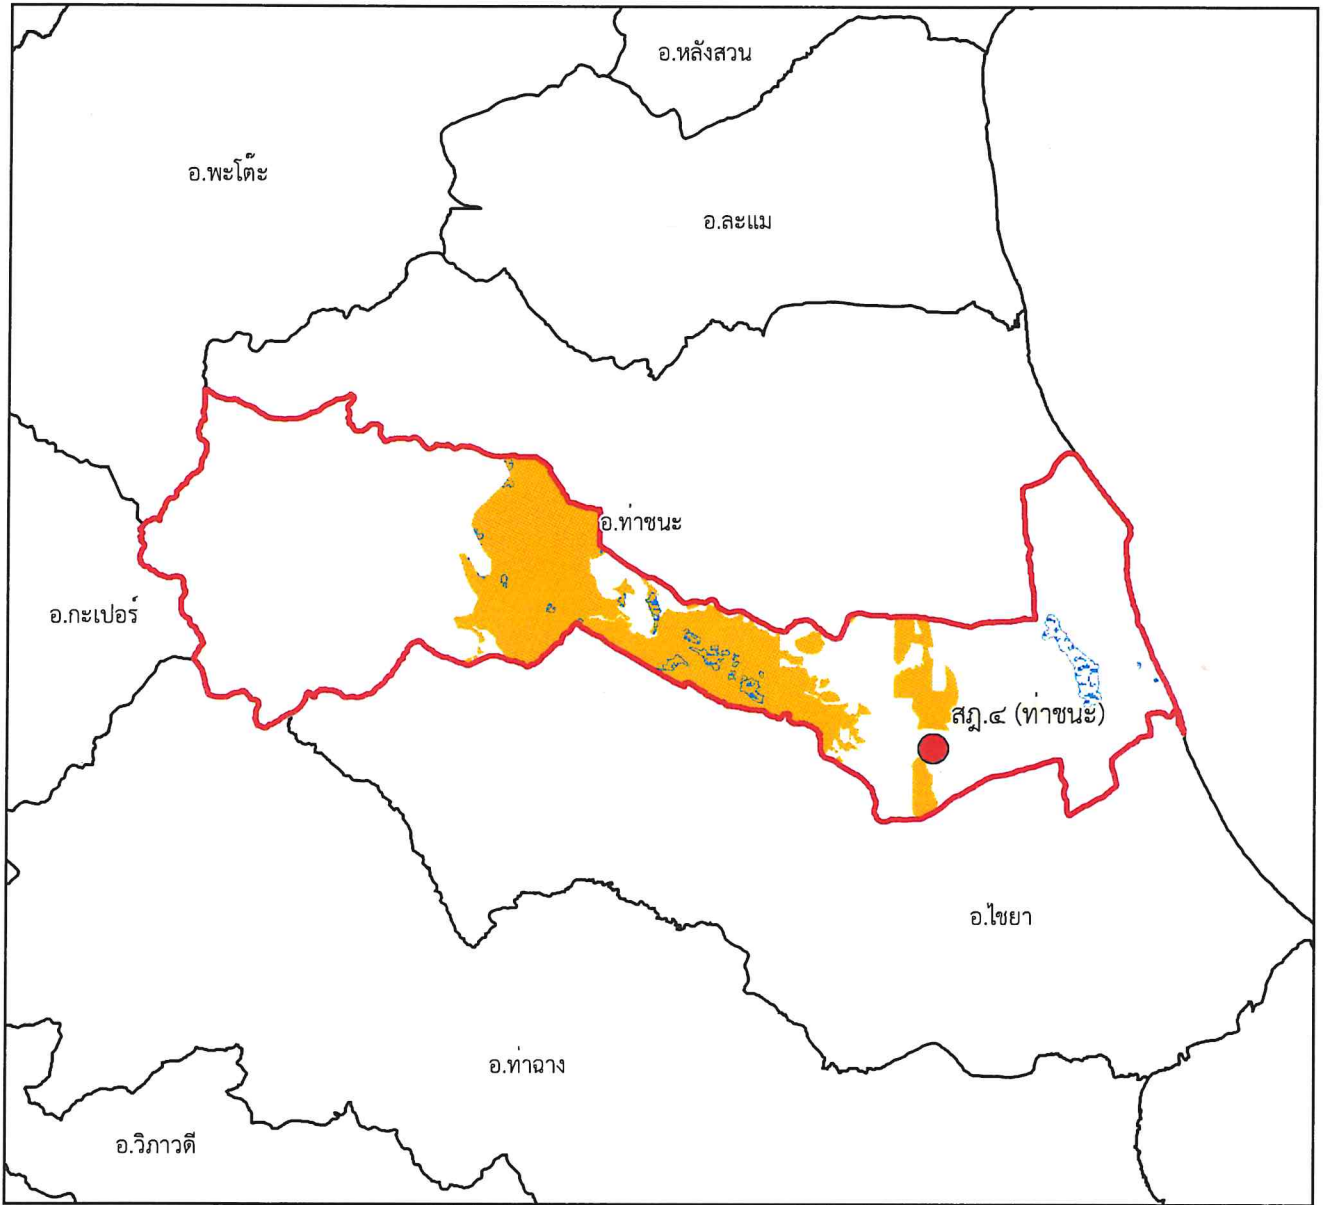 อ.หลังสวน
อ.พะโต๊ะ
อ.ละแม
อ.ท่าชนะ
อ.กะเปอร์
สฎ.๔ (ท่าชนะ)
อ.ไชยา
อ.ท่าฉาง
อ.วิภาวดี